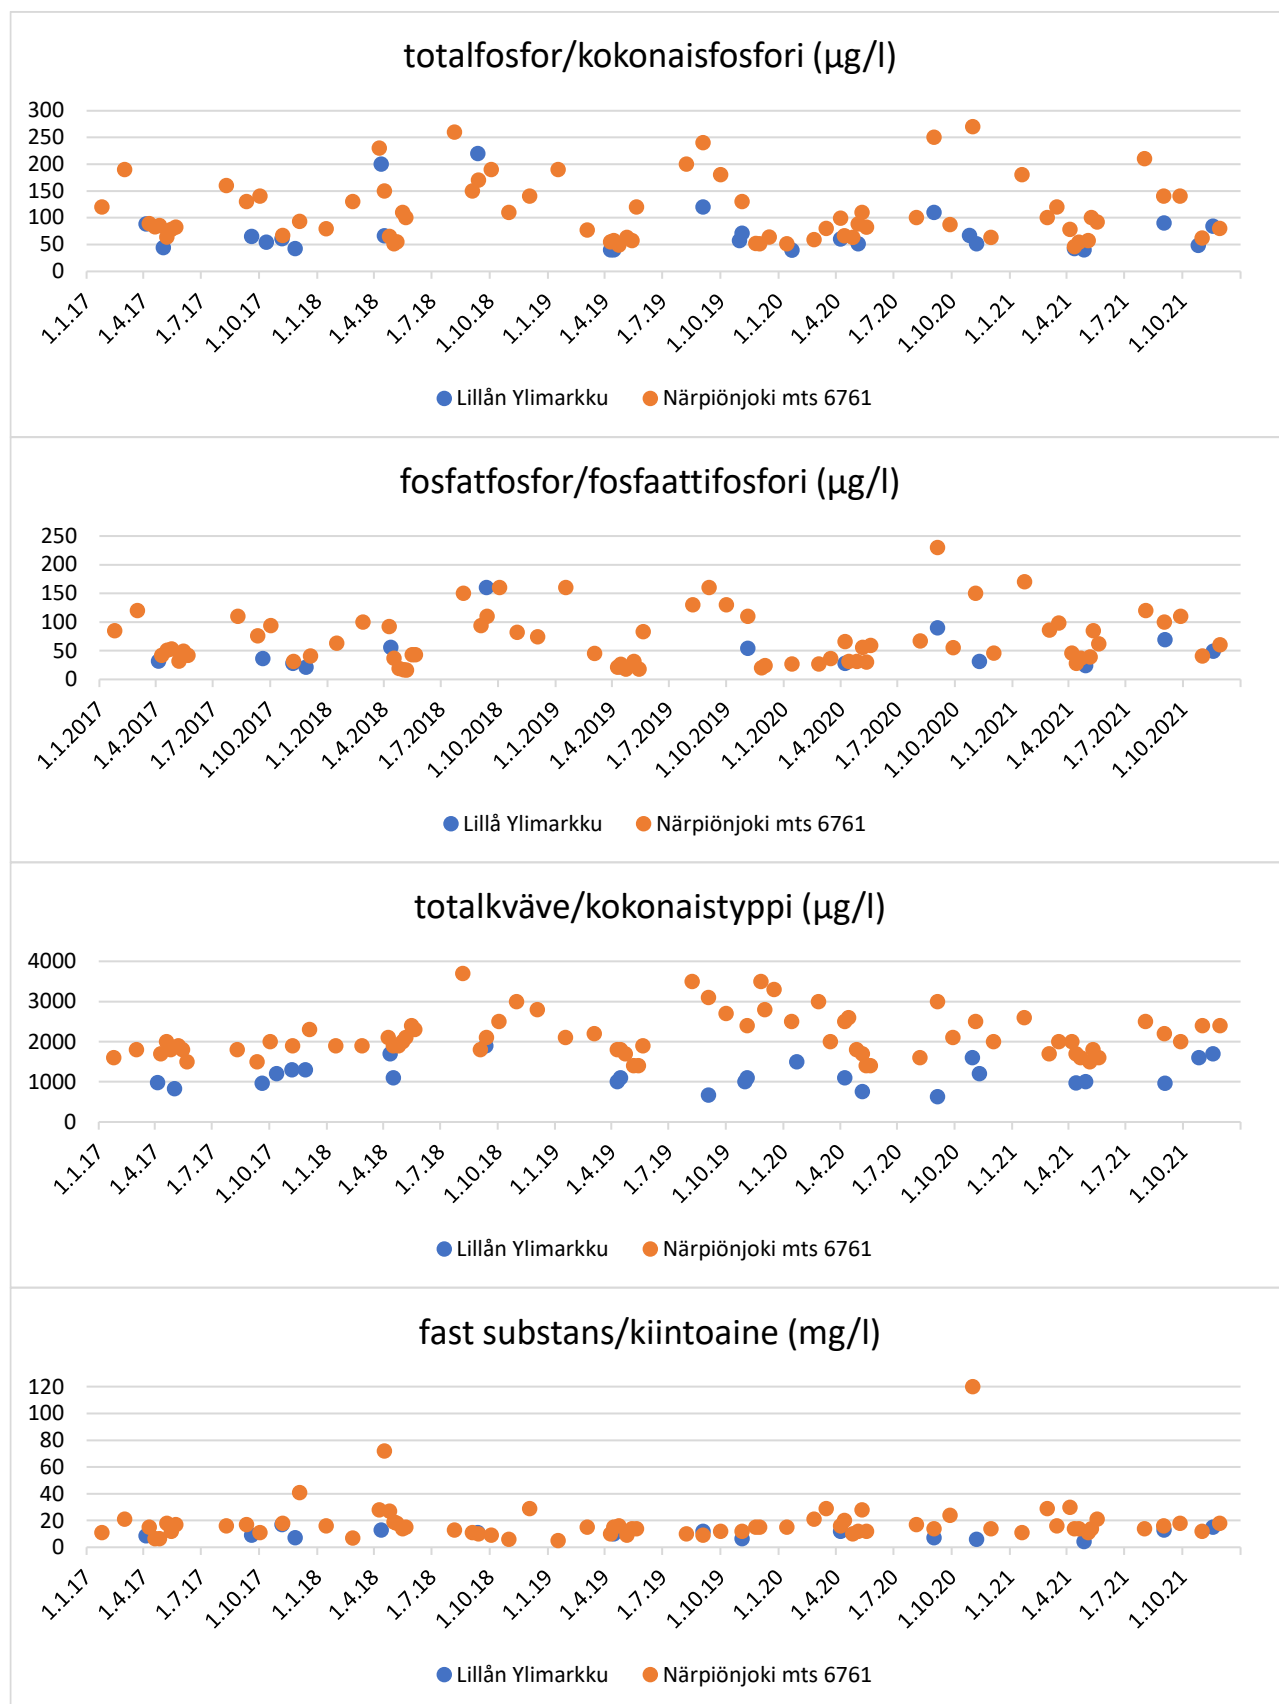 totalfosfor/kokonaisfosfori (µg/l)
300
250
200
150
100
50
0
1.1.17 1.4.17 1.7.17 1.10.17 1.1.18 1.4.18 1.7.18 1.10.18 1.1.19 1.4.19 1.7.19 1.10.19 1.1.20 1.4.20 1.7.20 1.10.20 1.1.21 1.4.21 1.7.21 1.10.21
Lillån Ylimarkku Närpiönjoki mts 6761
fosfatfosfor/fosfaattifosfori (µg/l)
250
200
150
100
50
0
1.1.2017 1.4.2017 1.7.2017 1.10.2017 1.1.2018 1.4.2018 1.7.2018 1.10.2018 1.1.2019 1.4.2019 1.7.2019 1.10.2019 1.1.2020 1.4.2020 1.7.2020 1.10.2020 1.1.2021 1.4.2021 1.7.2021 1.10.2021
Lillå Ylimarkku Närpiönjoki mts 6761
totalkväve/kokonaistyppi (µg/l)
4000
3000
2000
1000
0
1.1.17 1.4.17 1.7.17 1.10.17 1.1.18 1.4.18 1.7.18 1.10.18 1.1.19 1.4.19 1.7.19 1.10.19 1.1.20 1.4.20 1.7.20 1.10.20 1.1.21 1.4.21 1.7.21 1.10.21
Lillån Ylimarkku Närpiönjoki mts 6761
fast substans/kiintoaine (mg/l)
120
100
80
60
40
20
0
1.1.17 1.4.17 1.7.17 1.10.17 1.1.18 1.4.18 1.7.18 1.10.18 1.1.19 1.4.19 1.7.19 1.10.19 1.1.20 1.4.20 1.7.20 1.10.20 1.1.21 1.4.21 1.7.21 1.10.21
Lillån Ylimarkku Närpiönjoki mts 6761